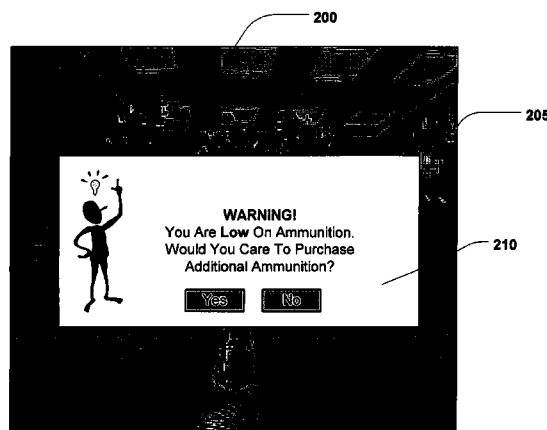 200
205
WARNING!
You Are Low On Ammunition.
Would You Care To Purchase
Additional Ammunition?
210
Yes No